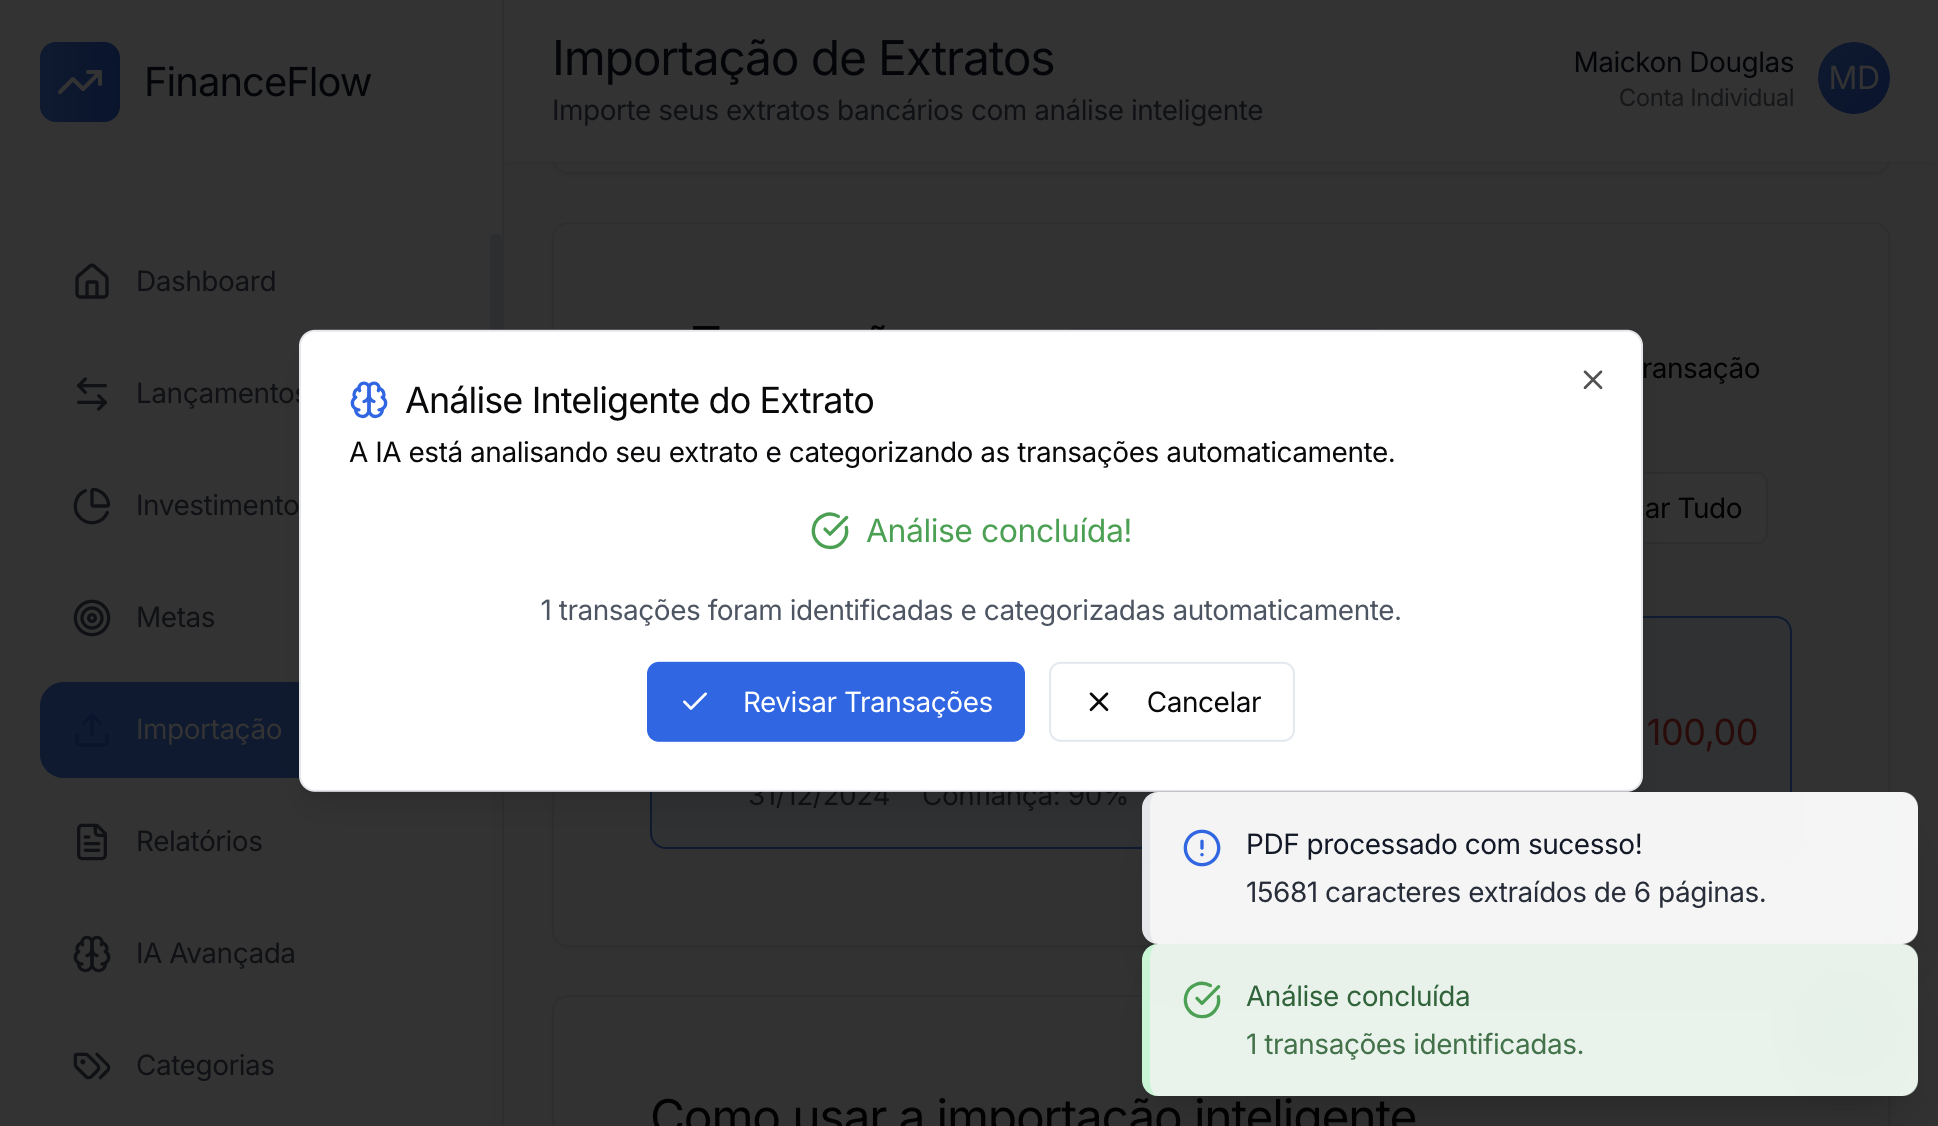 FinanceFlow
Importação de Extratos
Importe seus extratos bancários com análise inteligente
Maickon Douglas
Conta Individual
MD
Dashboard
Lançamentos
Investimento
Metas
Importação
Relatórios
IA Avançada
Categorias
ransação
ar Tudo
100,00
Análise Inteligente do Extrato
A IA está analisando seu extrato e categorizando as transações automaticamente.
Análise concluída!
1 transações foram identificadas e categorizadas automaticamente.
Revisar Transações
Cancelar
31/12/2024 Confiança: 90%
PDF processado com sucesso!
15681 caracteres extraídos de 6 páginas.
Análise concluída
1 transações identificadas.
Como usar a importação inteligente